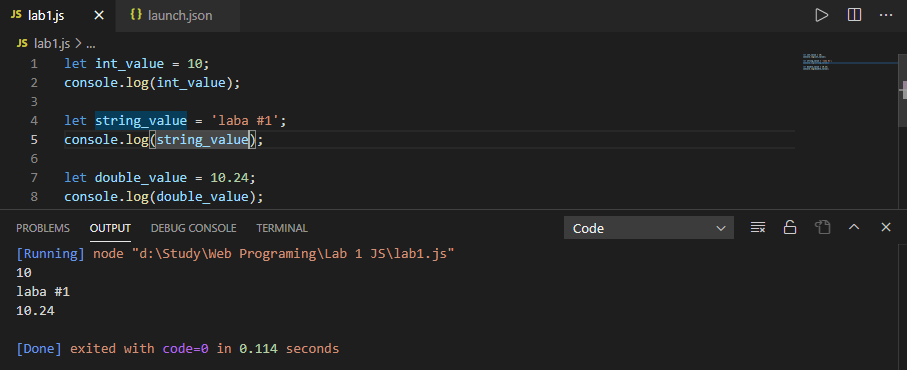 JS lab1.js × {} launch.json ...
JS lab1.js > ...
1 let int_value = 10;
2 console.log(int_value);
3
4 let string_value = 'laba #1';
5 console.log(string_value);
6
7 let double_value = 10.24;
8 console.log(double_value);
PROBLEMS OUTPUT DEBUG CONSOLE TERMINAL Code
[Running] node "d:\Study\Web Programing\Lab 1 JS\lab1.js"
10
laba #1
10.24
[Done] exited with code=0 in 0.114 seconds